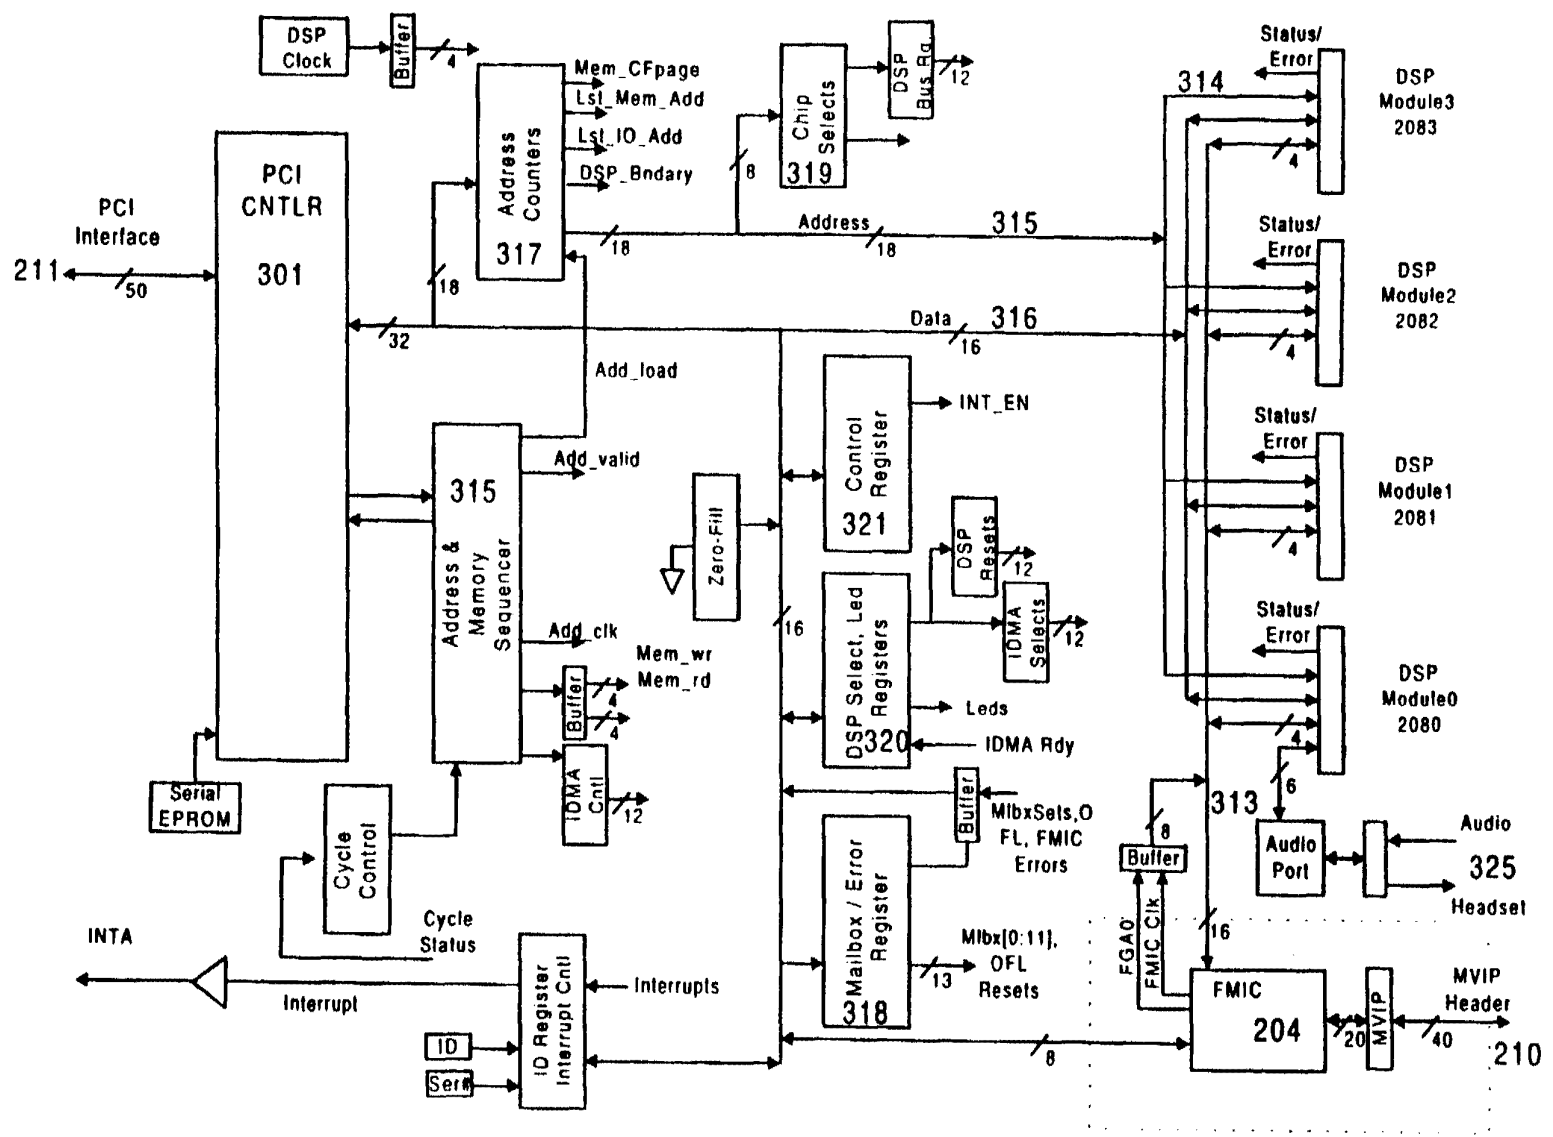 DSP
Clock
Buffer
4
Mem_CFpage
Lst_Mem_Add
Lst_IO_Add
DSP_Bndary
Address
Counters
317
18
18
Chip
Selects
319
8
DSP
Bus Rq.
12
Address
18
315
314
Status/
Error
4
DSP
Module3
2083
PCI
Interface
211
50
PCI
CNTLR
301
32
Data
16
316
Status/
Error
4
DSP
Module2
2082
Add_load
Add_valid
315
Address &
Memory
Sequencer
Add_clk
Mem_wr
Mem_rd
Buffer
4
4
IDMA
Cntl
12
Zero-Fill
16
Control
Register
321
INT_EN
DSP
Resets
12
IDMA
Selects
12
DSP Select, Led
Registers
320
Leds
IDMA Rdy
Status/
Error
4
DSP
Module1
2081
Status/
Error
4
DSP
Module0
2080
6
Serial
EPROM
Cycle
Control
Cycle
Status
Buffer
MlbxSets,O
FL, FMIC
Errors
Mailbox / Error
Register
318
13
Mlbx[0:11],
OFL
Resets
313
8
Buffer
FGA0
FMIC Clk
16
Audio
Port
Audio
325
Headset
INTA
Interrupt
ID Register
Interrupt Cntl
Interrupts
ID
Ser#
8
FMIC
204
20
MVIP
40
MVIP
Header
210